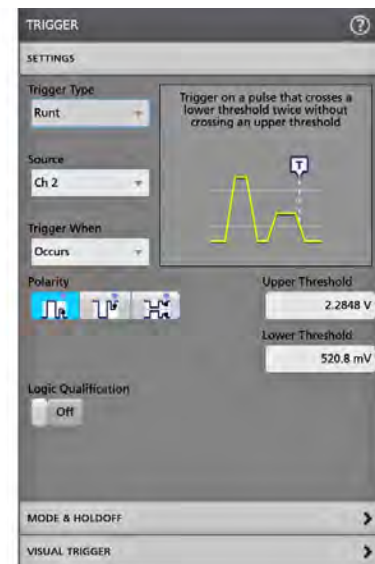 TRIGGER
?
SETTINGS
Trigger Type
Runt
Trigger on a pulse that crosses a
lower threshold twice without
crossing an upper threshold
T
Source
Ch 2
Trigger When
Occurs
Polarity
Upper Threshold
2.2848 V
Lower Threshold
520.8 mV
Logic Qualification
Off
MODE & HOLDOFF
VISUAL TRIGGER